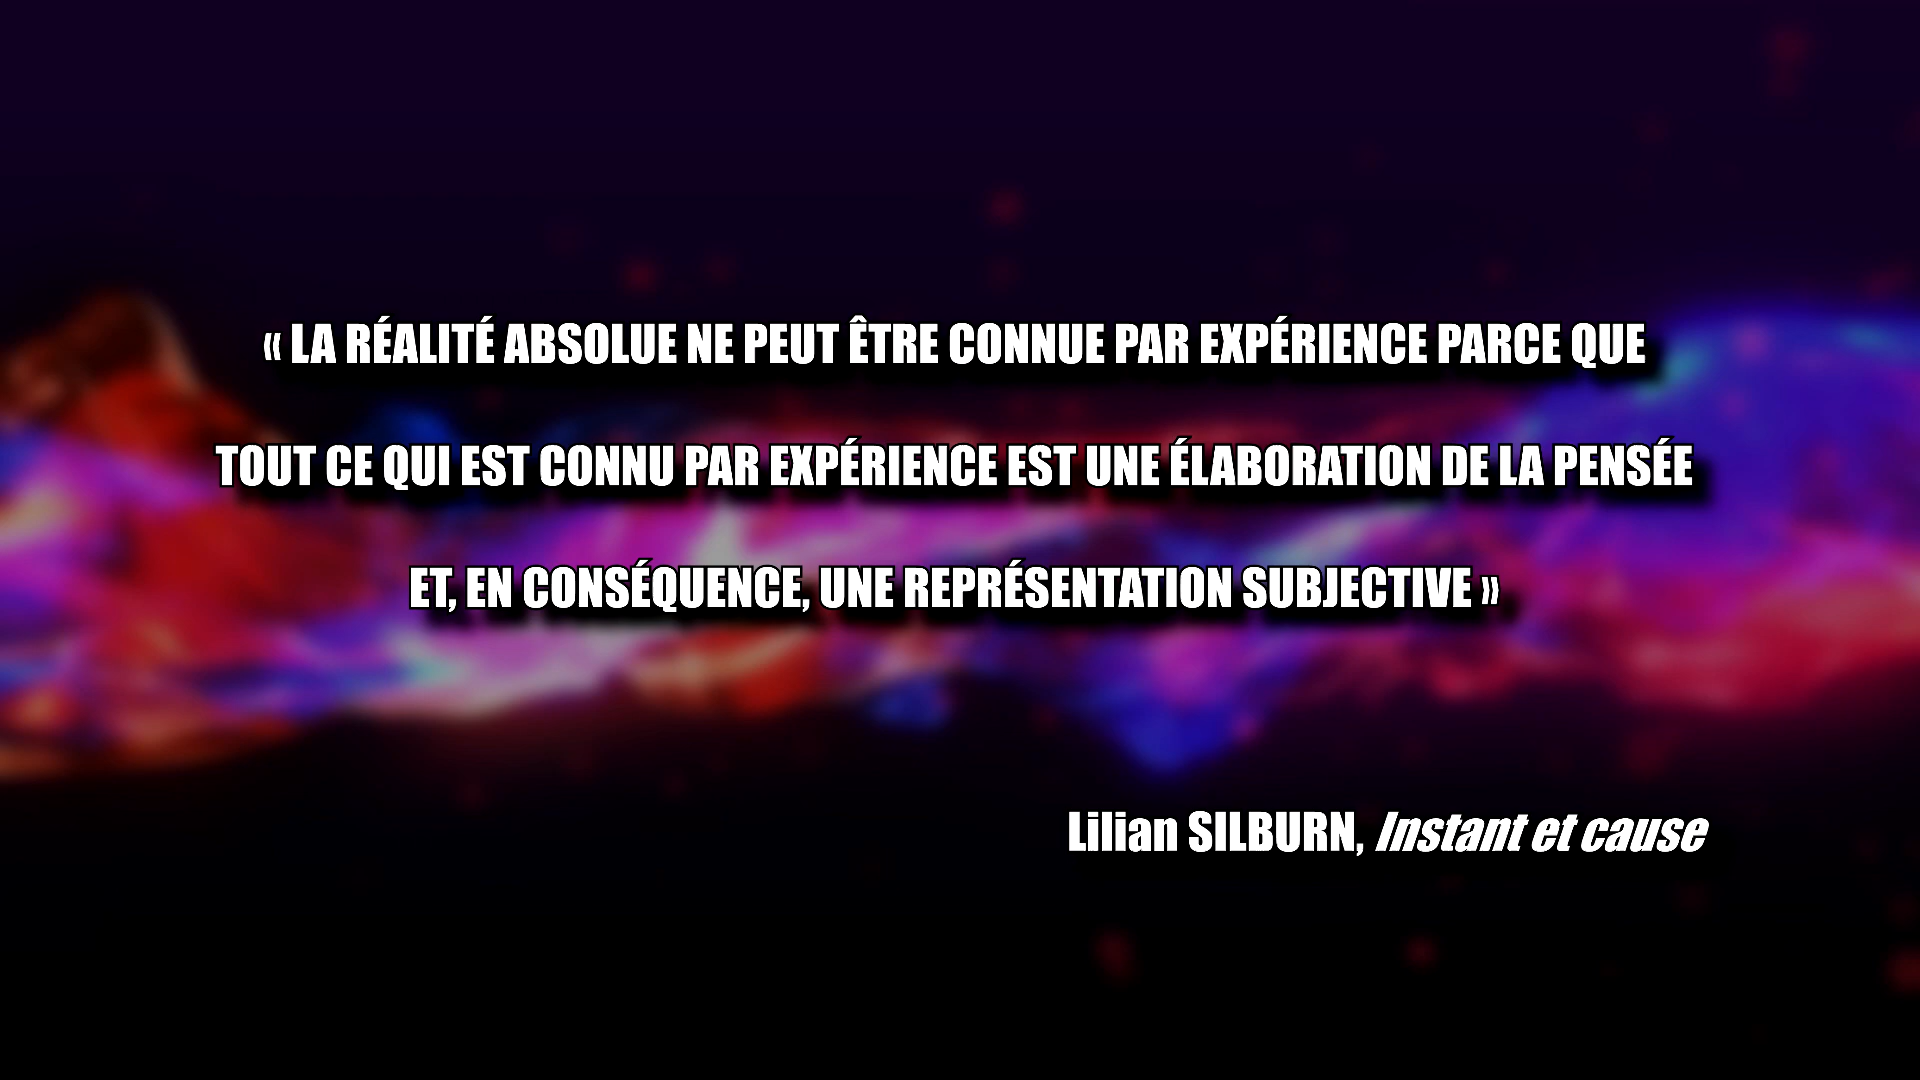 « LA RÉALITÉ ABSOLUE NE PEUT ÊTRE CONNUE PAR EXPÉRIENCE PARCE QUE
TOUT CE QUI EST CONNU PAR EXPÉRIENCE EST UNE ÉLABORATION DE LA PENSÉE
ET, EN CONSÉQUENCE, UNE REPRÉSENTATION SUBJECTIVE »
Lilian SILBURN, Instant et cause